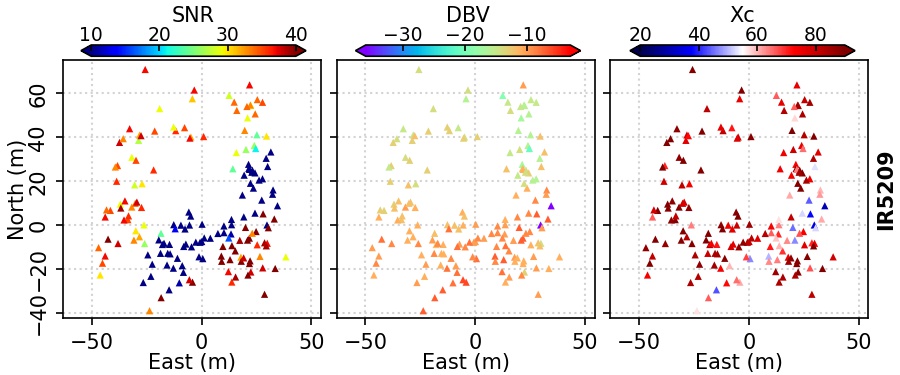 SNR DBV Xc
10 20 30 40 −30 −20 −10 20 40 60 80
60
40
20
0
−20
−40
North (m)
−50 0 50 −50 0 50 −50 0 50
East (m) East (m) East (m)
IR5209